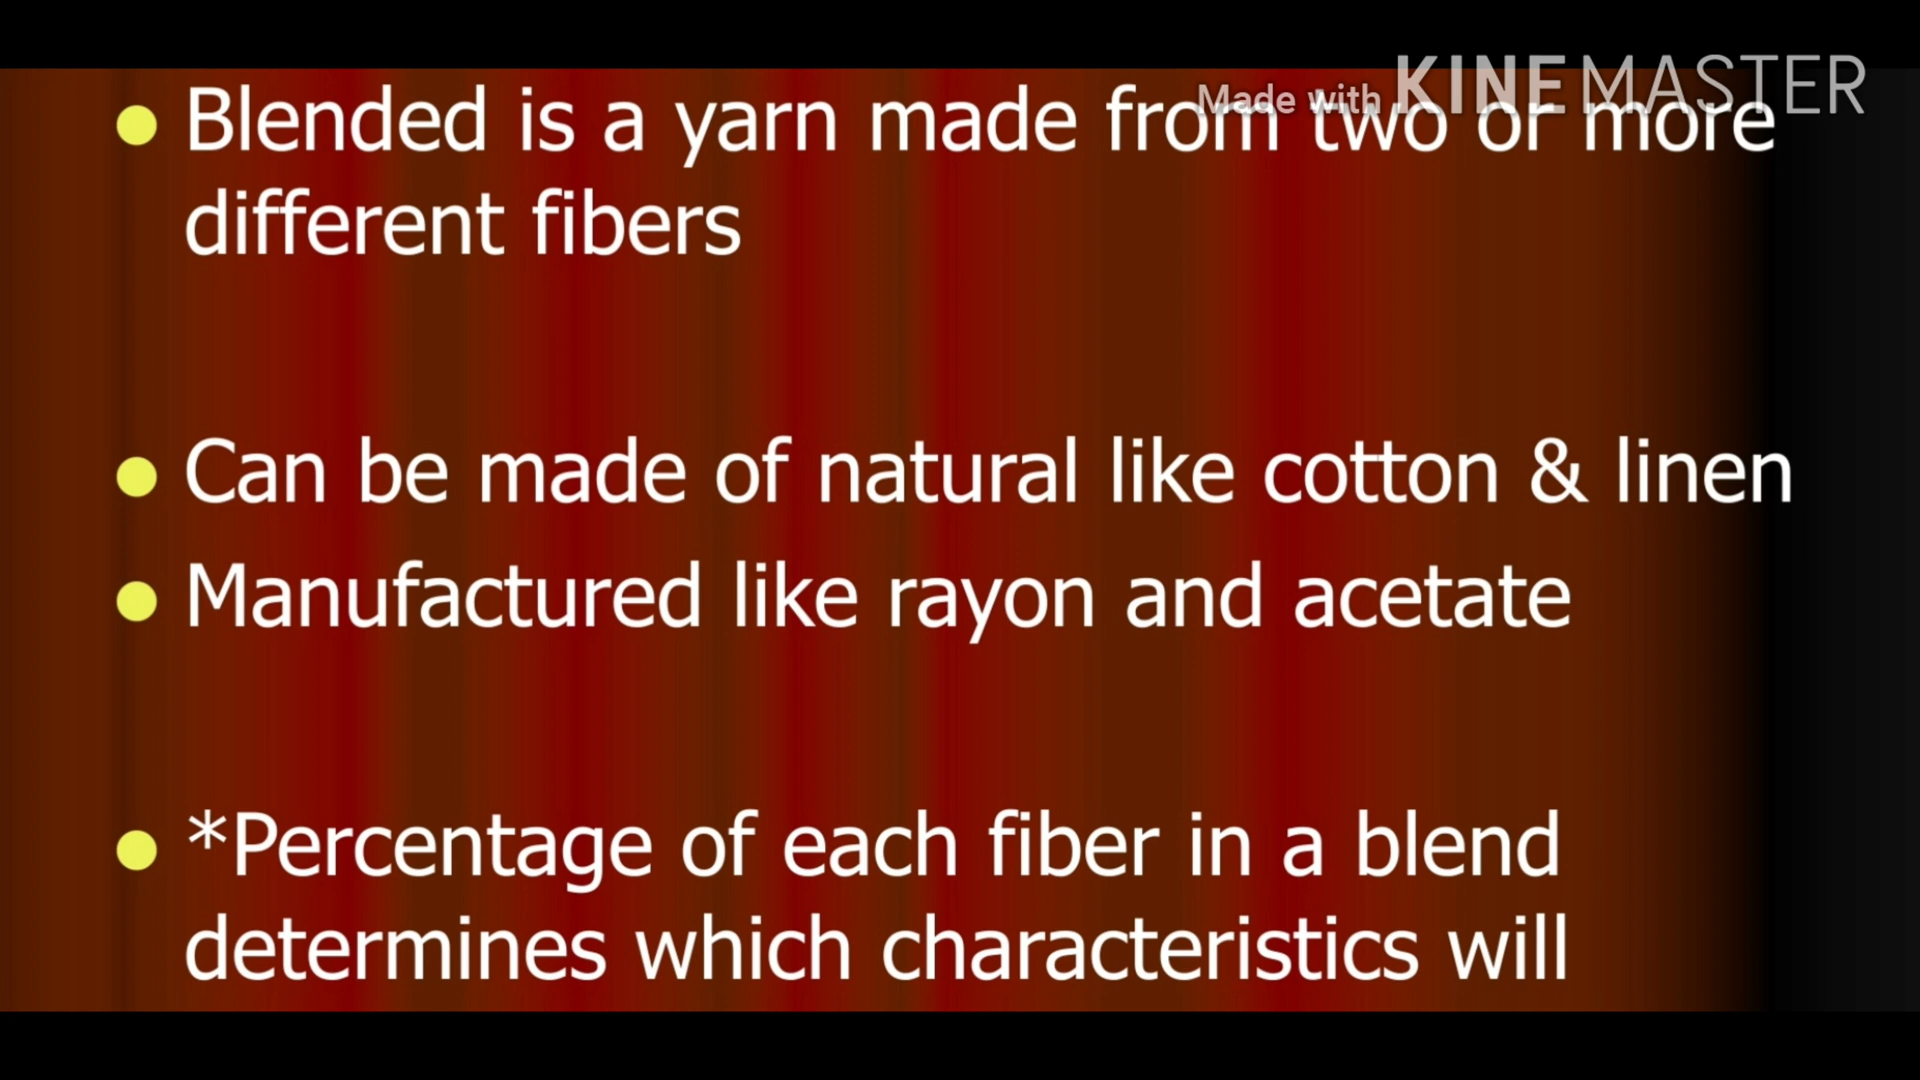 Made with KINEMASTER
Blended is a yarn made from two or more
different fibers
Can be made of natural like cotton & linen
Manufactured like rayon and acetate
*Percentage of each fiber in a blend
determines which characteristics will